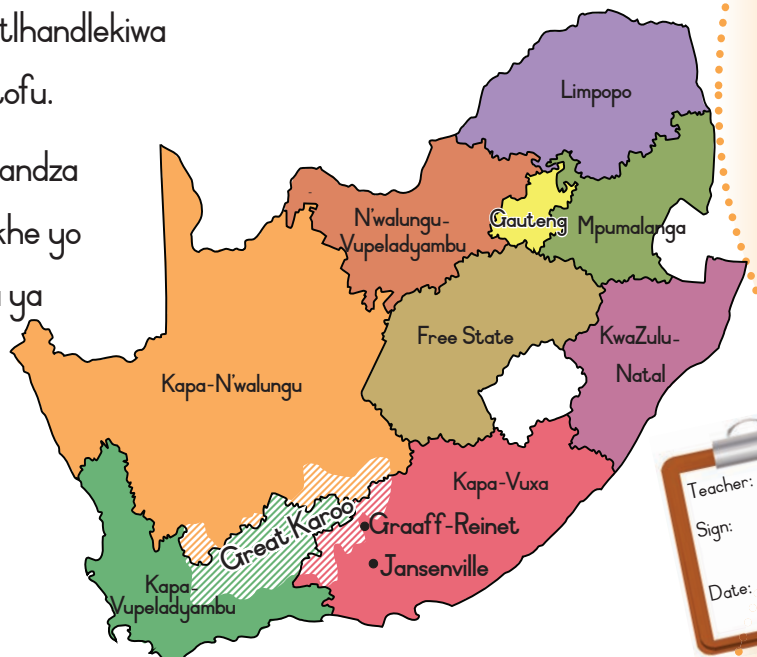 tlhandlekiwa
tofu.
andza
khe yo
ya
Limpopo
N'walungu-
Vupeladyambu
Gauteng
Mpumalanga
Free State
KwaZulu-
Natal
Kapa-N'walungu
Kapa-Vuxa
Great Karoo
Graaff-Reinet
Jansenville
Kapa-
Vupeladyambu
Teacher:
Sign:
Date: